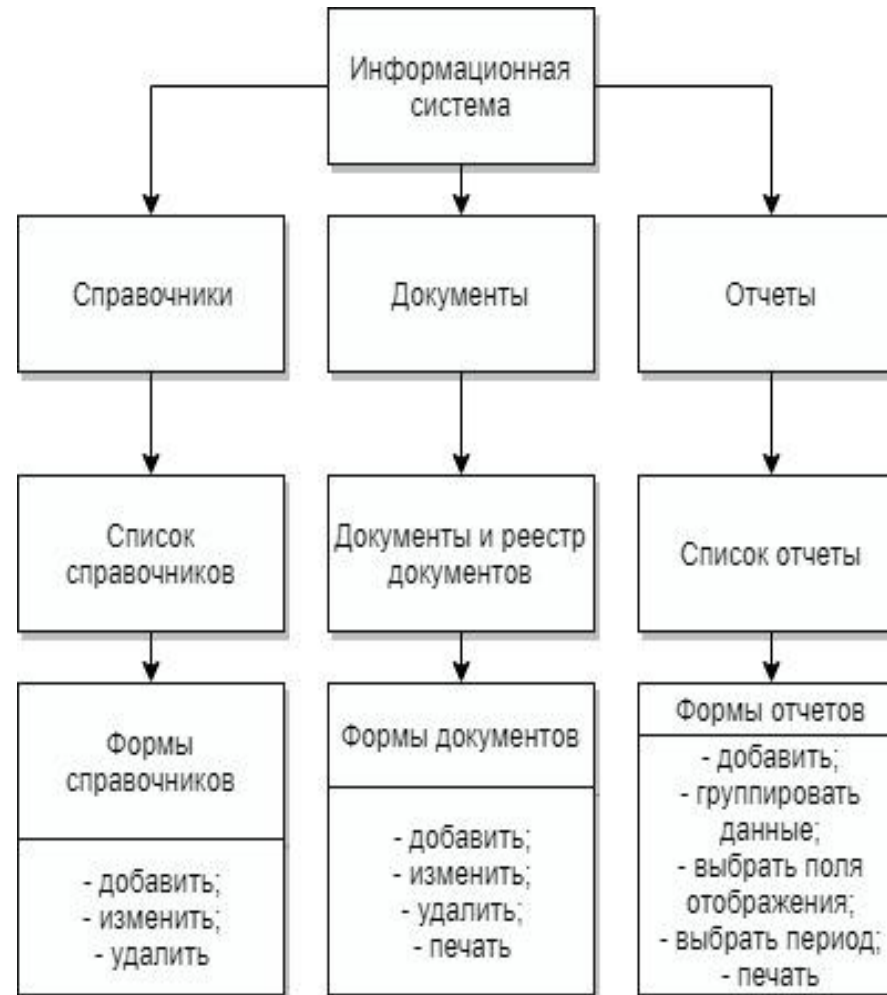 Информационная
система
Справочники
Документы
Отчеты
Список
справочников
Документы и реестр
документов
Список отчеты
Формы
справочников
- добавить;
- изменить;
- удалить
Формы документов
- добавить;
- изменить;
- удалить;
- печать
Формы отчетов
- добавить;
- группировать
данные;
- выбрать поля
отображения;
- выбрать период;
- печать